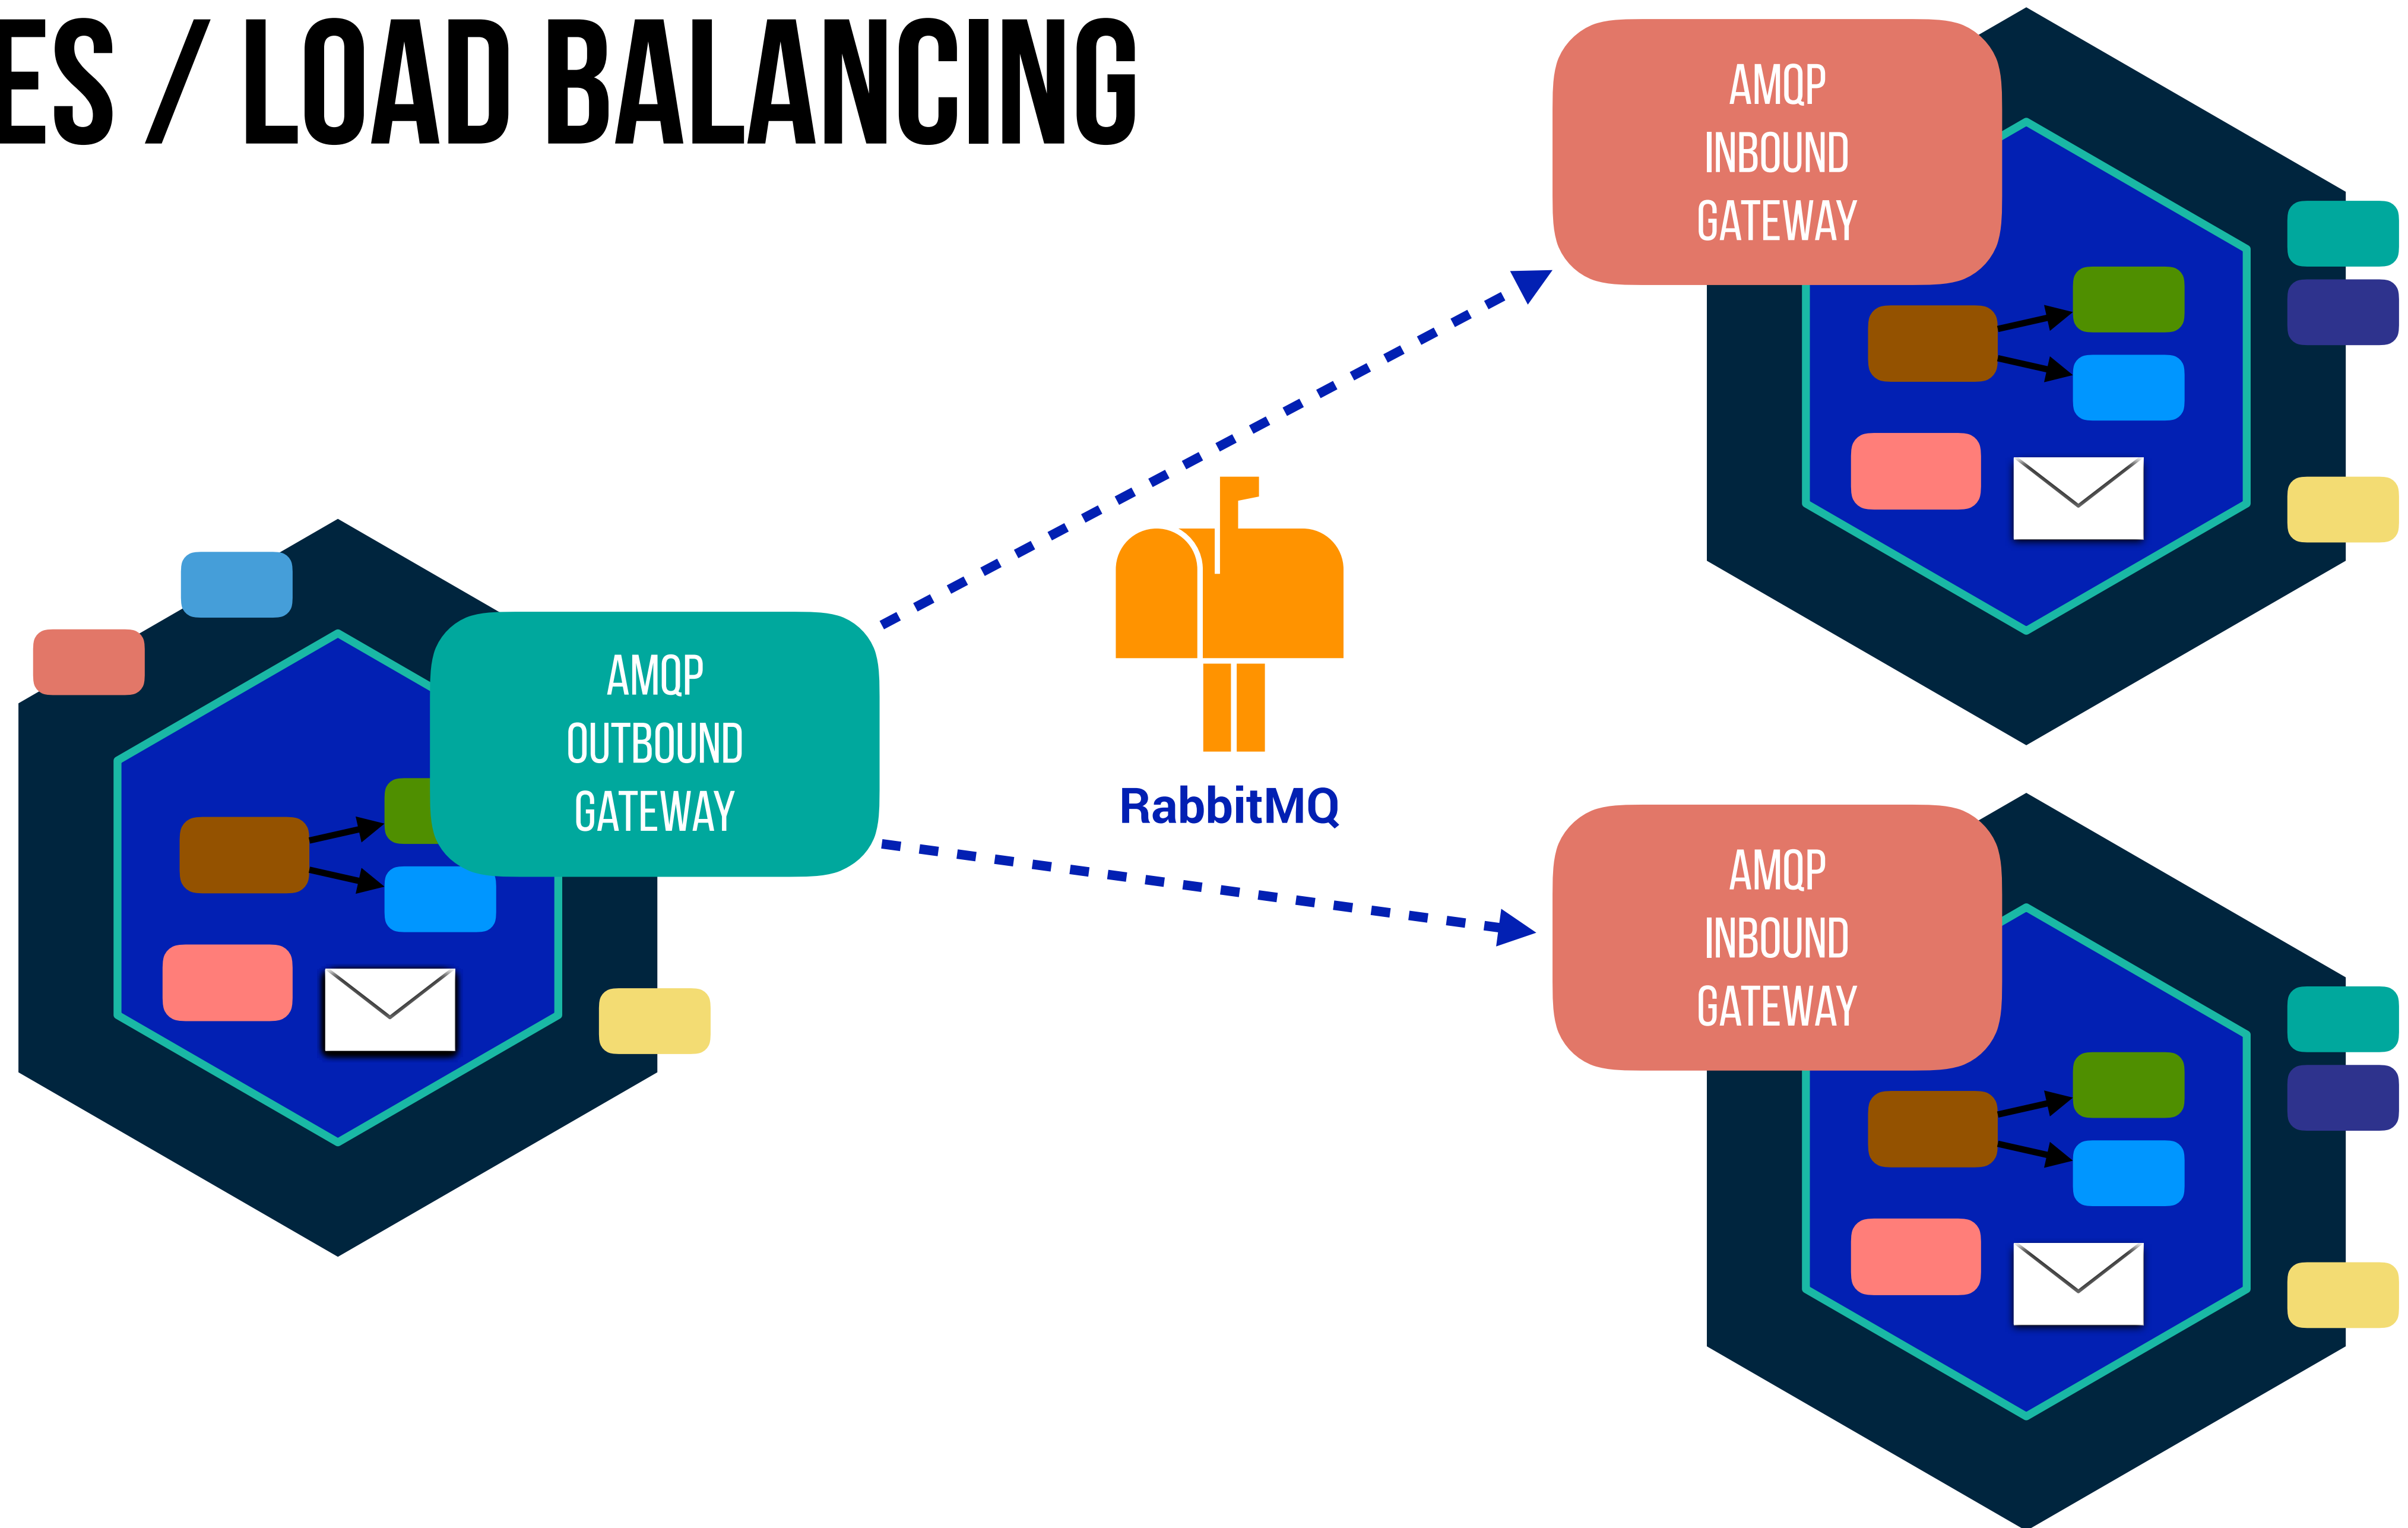 ES / LOAD BALANCING
AMQP
INBOUND
GATEWAY
AMQP
OUTBOUND
GATEWAY
RabbitMQ
AMQP
INBOUND
GATEWAY